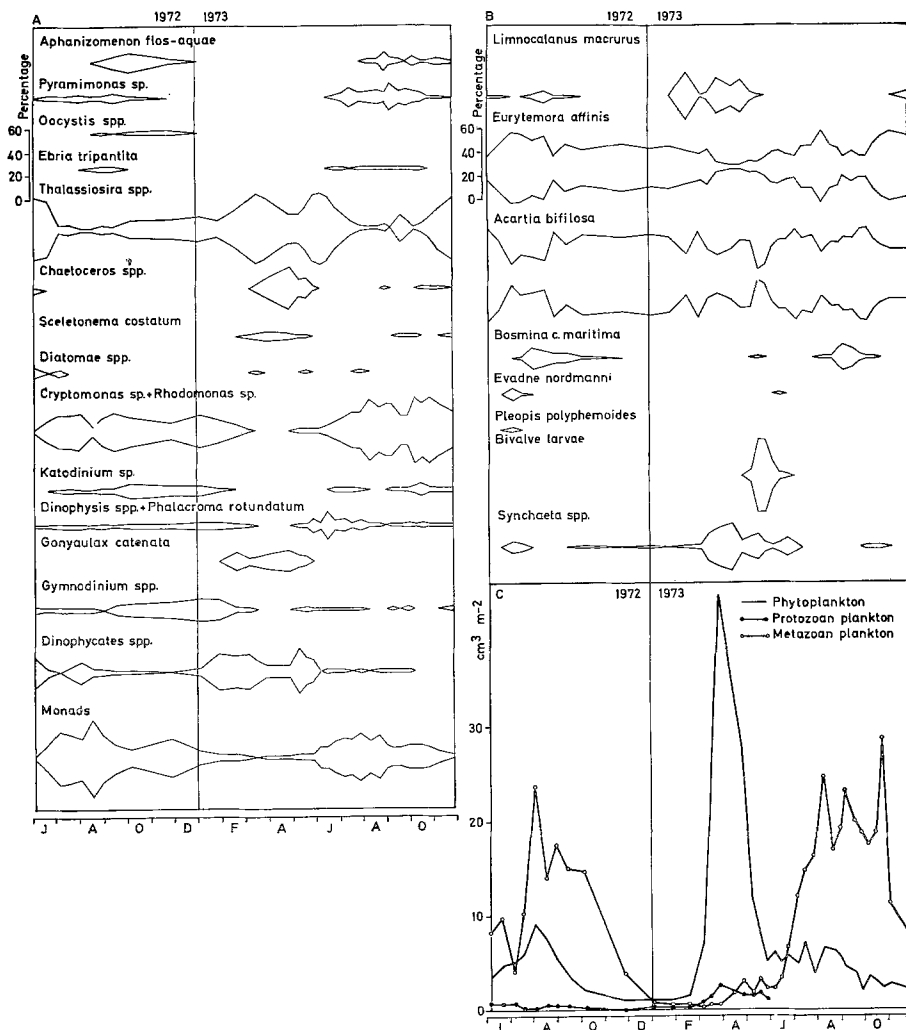 A 1972 1973
Aphanizomenon flos-aquae
Pyramimonas sp.
Percentage
Oocystis spp.
60
Ebria tripantita
40
20
Thalassiosira spp.
0
Chaetoceros spp.
Sceletonema costatum
Diatomae spp.
Cryptomonas sp.+Rhodomonas sp.
Katodinium sp.
Dinophysis spp.+Phalacroma rotundatum
Gonyaulax catenata
Gymnodinium spp.
Dinophycates spp.
Monads
J A O D F A J A O
B 1972 1973
Limnocalanus macrurus
Percentage
Eurytemora affinis
60
40
20
0
Acartia bifilosa
Bosmina c. maritima
Evadne nordmanni
Pleopis polyphemoides
Bivalve larvae
Synchaeta spp.
C 1972 1973
Phytoplankton
Protozoan plankton
Metazoan plankton
cm³ m-2
30
20
10
0
J A O D F A J A O